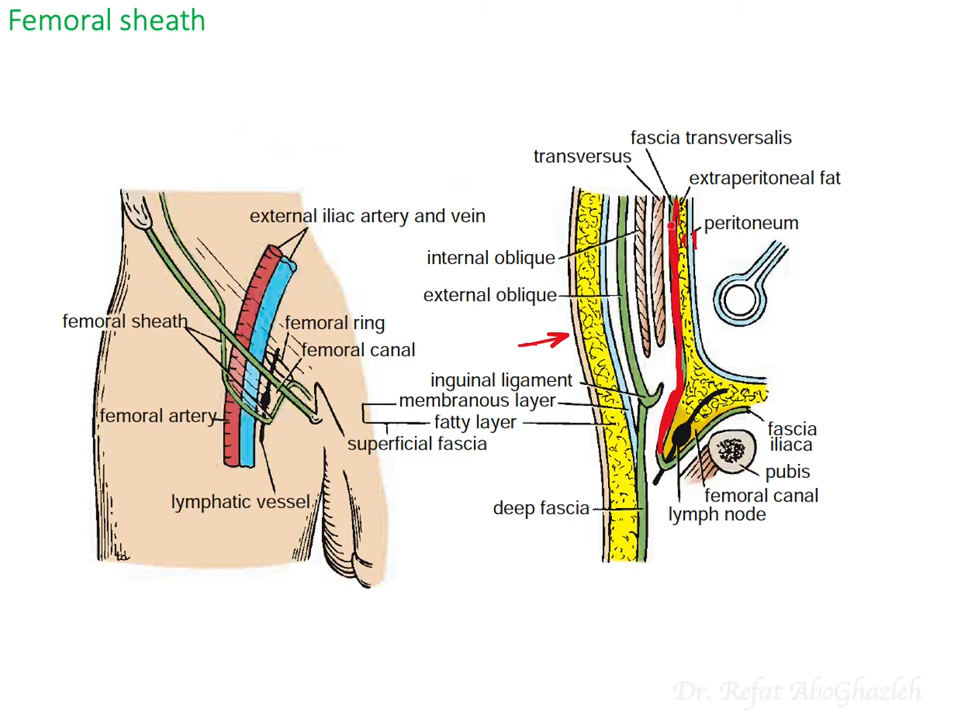 Femoral sheath
fascia transversalis
transversus
extraperitoneal fat
external iliac artery and vein
peritoneum
internal oblique
external oblique
femoral sheath
femoral ring
femoral canal
inguinal ligament
membranous layer
femoral artery
fatty layer
superficial fascia
fascia
iliaca
pubis
lymphatic vessel
deep fascia
femoral canal
lymph node
Dr. Refat AboGhazleh